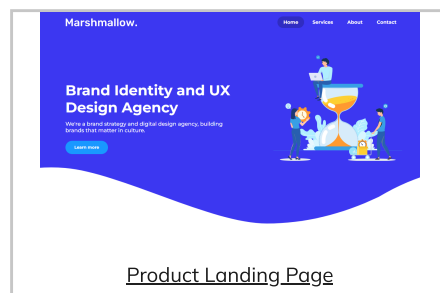 Marshmallow.
Home Services About Contact
Brand Identity and UX
Design Agency
We're a brand strategy and digital design agency, building
brands that matter in culture.
Learn more
Product Landing Page